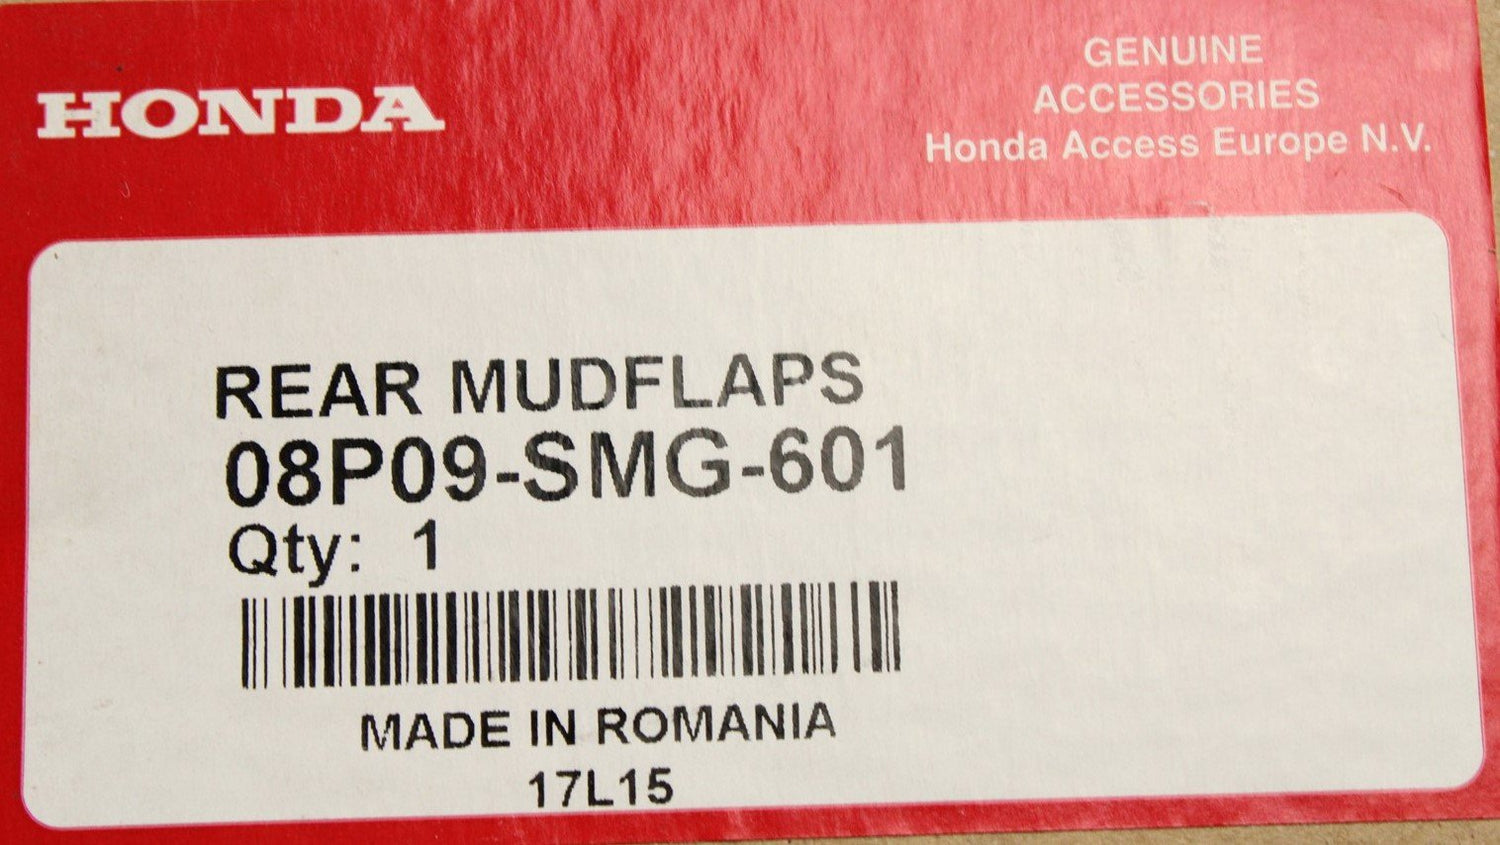 HONDA
GENUINE
ACCESSORIES
Honda Access Europe N.V.
REAR MUDFLAPS
08P09-SMG-601
Qty: 1
MADE IN ROMANIA
17L15